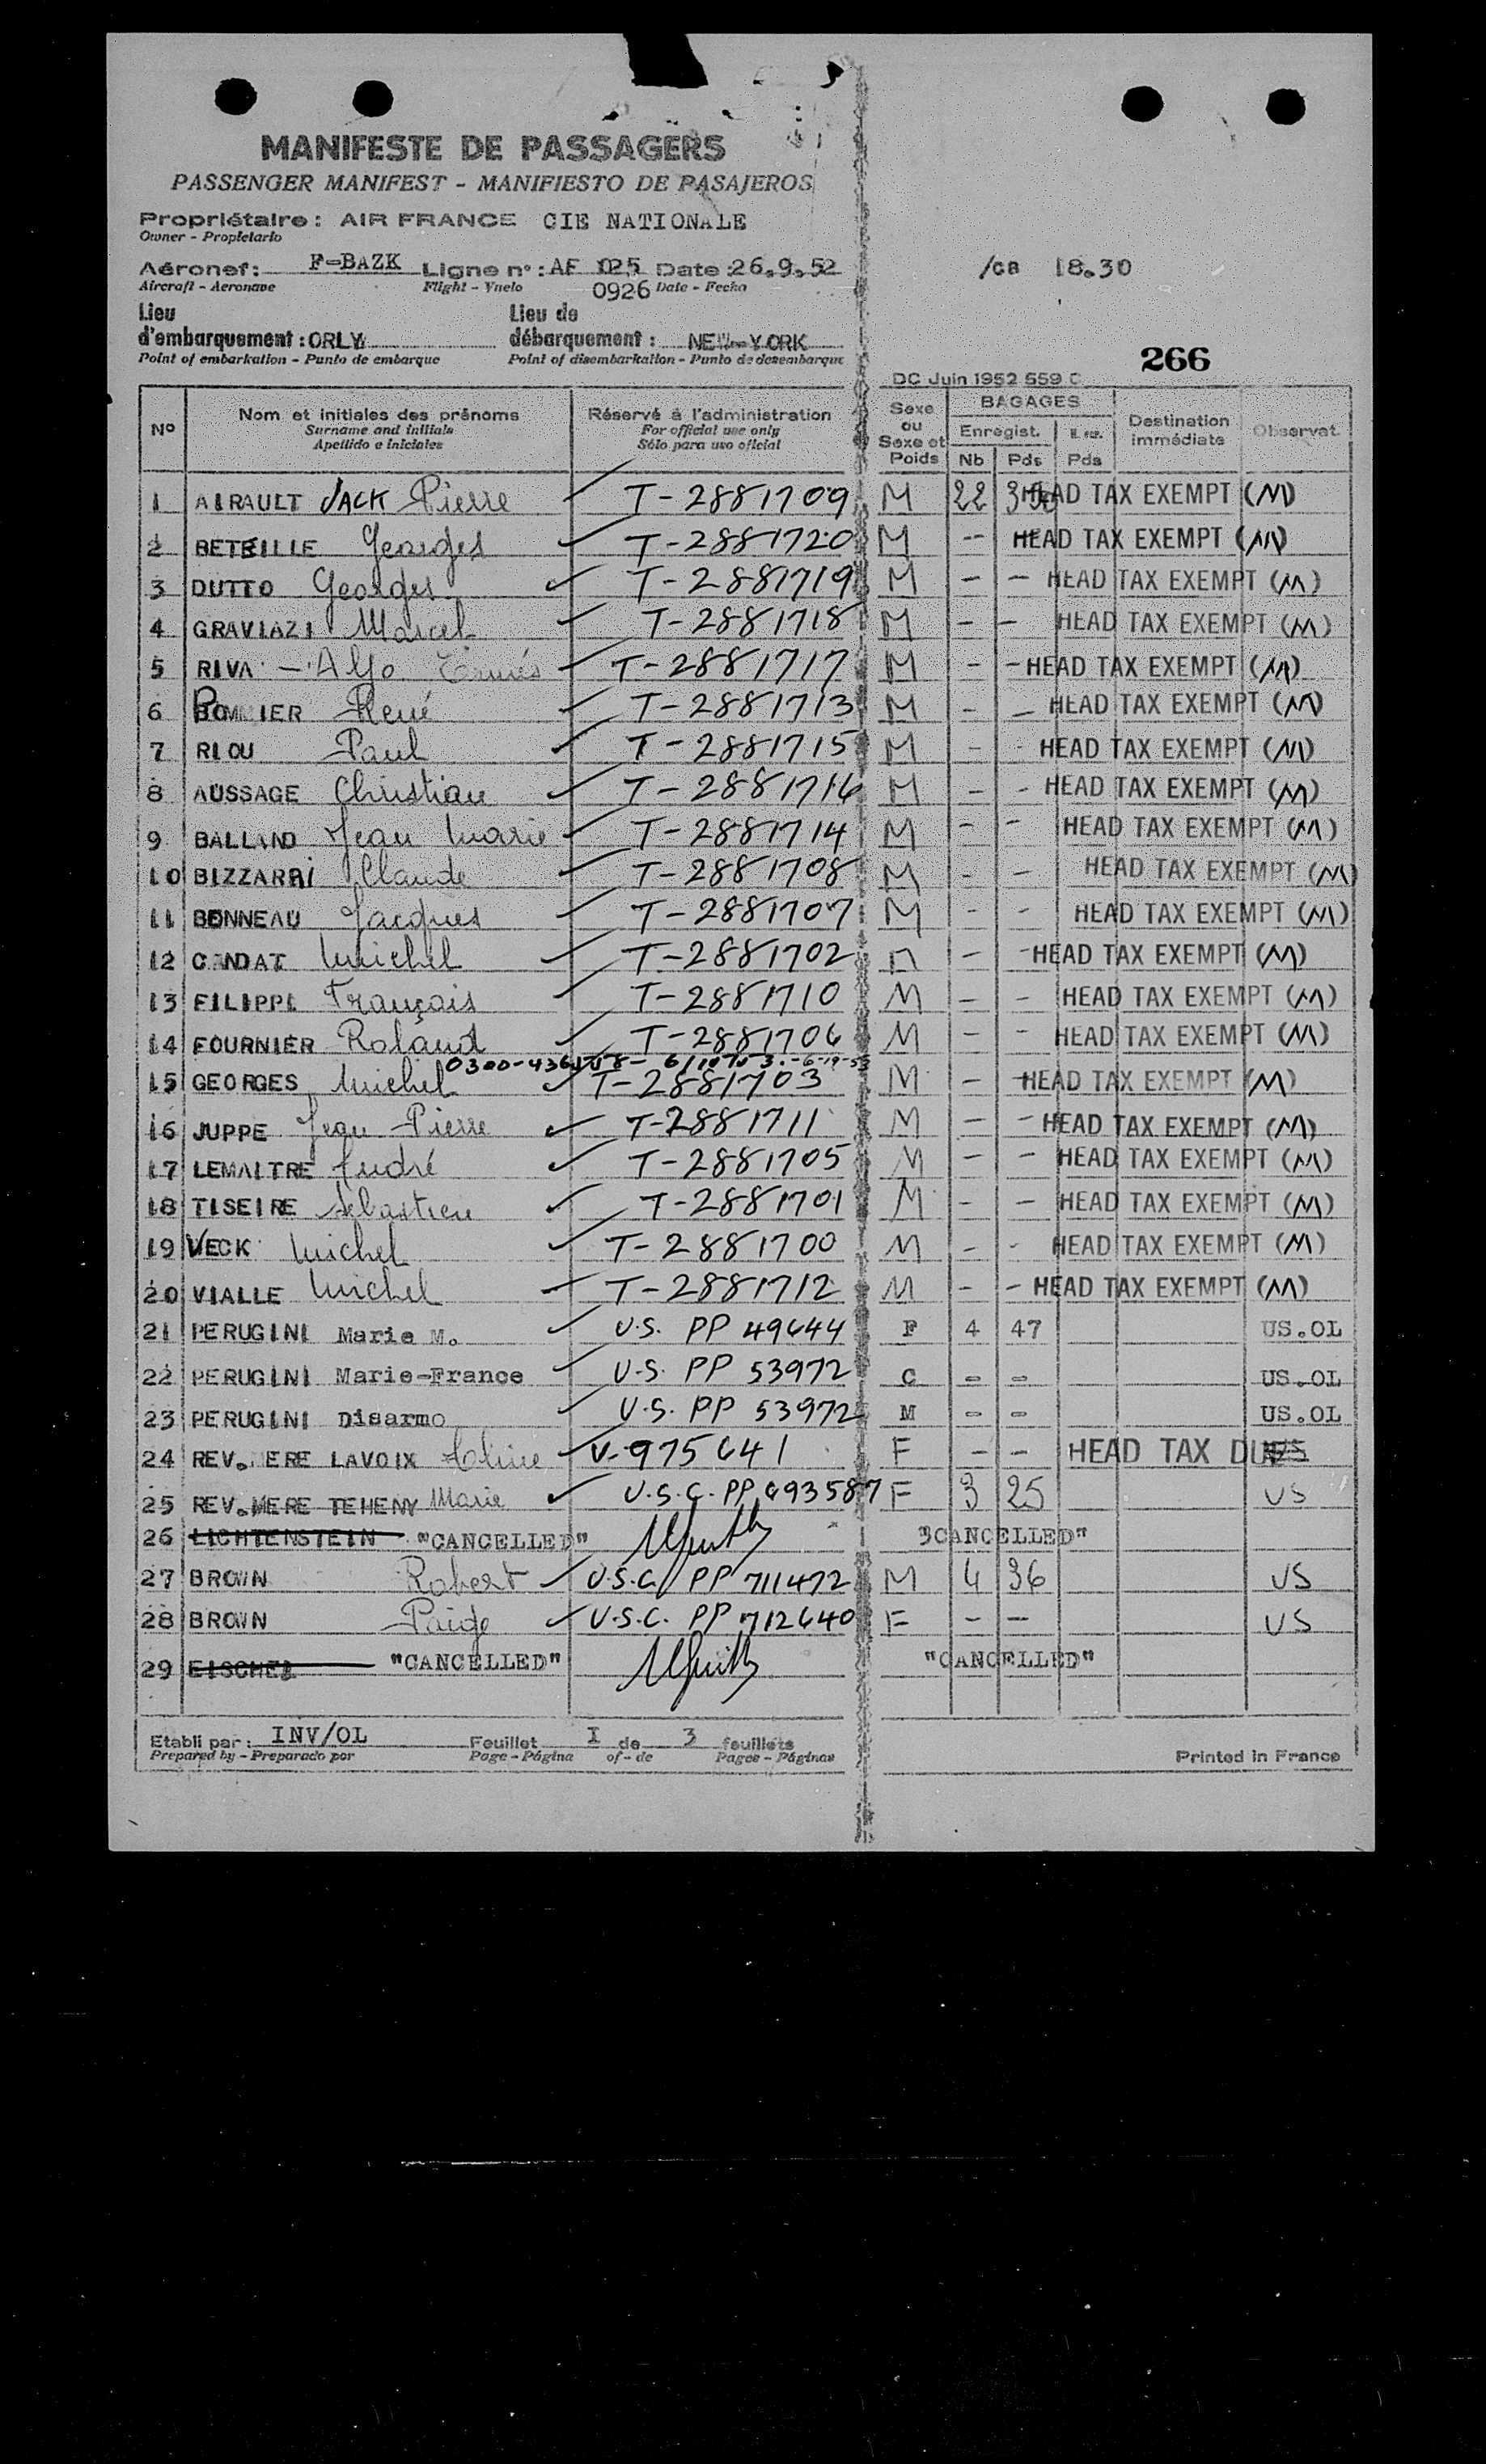 MANIFESTE DE PASSAGERS
PASSENGER MANIFEST - MANIFIESTO DE PASAJEROS
Propriétaire : AIR FRANCE CIE NATIONALE
Owner - Propietario
Aéronef : F-BAZK Ligne n° : AF 025 Date : 26.9.52 /CB 18.30
Aircraft - Aeronave Flight - Vuelo 0926 Date - Fecha
Lieu d'embarquement : ORLY Lieu de débarquement : NEW-YORK
Point of embarkation - Punto de embarque Point of disembarkation - Punto de desembarque
266
DC Juin 1952 559 C
N° Nom et initiales des prénoms Réservé à l'administration Sexe ou Sexe et Poids BAGAGES Destination immédiate Observat.
Surname and initials For official use only Enregist.
Apellido e iniciales Sólo para uso oficial Nb Pds Pds
1 AIRAULT JACK Pierre T-2881709 M 22 HEAD TAX EXEMPT (M)
2 BETEILLE Georges T-2881720 M -- HEAD TAX EXEMPT (M)
3 DUTTO Georges T-2881719 M - - HEAD TAX EXEMPT (M)
4 GRAVIAZI Marcel T-2881718 M - - HEAD TAX EXEMPT (M)
5 RIVA - T-2881717 M - - HEAD TAX EXEMPT (M)
6 POMMIER René T-2881713 M - - HEAD TAX EXEMPT (M)
7 RIOU Paul T-2881715 M - - HEAD TAX EXEMPT (M)
8 AUSSAGE Christian T-2881716 M - - HEAD TAX EXEMPT (M)
9 BALLAND Jean Marie T-2881714 M - - HEAD TAX EXEMPT (M)
10 BIZZARRI Claude T-2881708 M - - HEAD TAX EXEMPT (M)
11 BONNEAU Jacques T-2881707 M - - HEAD TAX EXEMPT (M)
12 CANDAT Michel T-2881702 M - - HEAD TAX EXEMPT (M)
13 FILIPPI François T-2881710 M - - HEAD TAX EXEMPT (M)
14 FOURNIER Roland T-2881706 M - - HEAD TAX EXEMPT (M)
15 GEORGES Michel T-2881703 M - - HEAD TAX EXEMPT (M)
16 JUPPE Jean-Pierre T-2881711 M - - HEAD TAX EXEMPT (M)
17 LEMAITRE André T-2881705 M - - HEAD TAX EXEMPT (M)
18 TISEIRE Sebastien T-2881701 M - - HEAD TAX EXEMPT (M)
19 VECK Michel T-2881700 M - - HEAD TAX EXEMPT (M)
20 VIALLE Michel T-2881712 M - - HEAD TAX EXEMPT (M)
21 PERUGINI Marie M. U.S. PP 49644 F 4 47 US.OL
22 PERUGINI Marie-France U.S. PP 53972 C - - US.OL
23 PERUGINI Disarmo U.S. PP 53972 M - - US.OL
24 REV. MERE LAVOIX V-975641 F - - HEAD TAX DUE
25 REV. MERE TEHENY Marie U.S.C. PP 693587 F 3 25 US
26 LICHTENSTEIN "CANCELLED" "CANCELLED"
27 BROWN Robert U.S.C. PP 711472 M 4 36 US
28 BROWN Paige U.S.C. PP 712640 F - - US
29 "CANCELLED" "CANCELLED"
Etabli par : INV/OL Feuillet I de 3 feuillets
Prepared by - Preparado por Page - Página of - de Pages - Páginas Printed in France